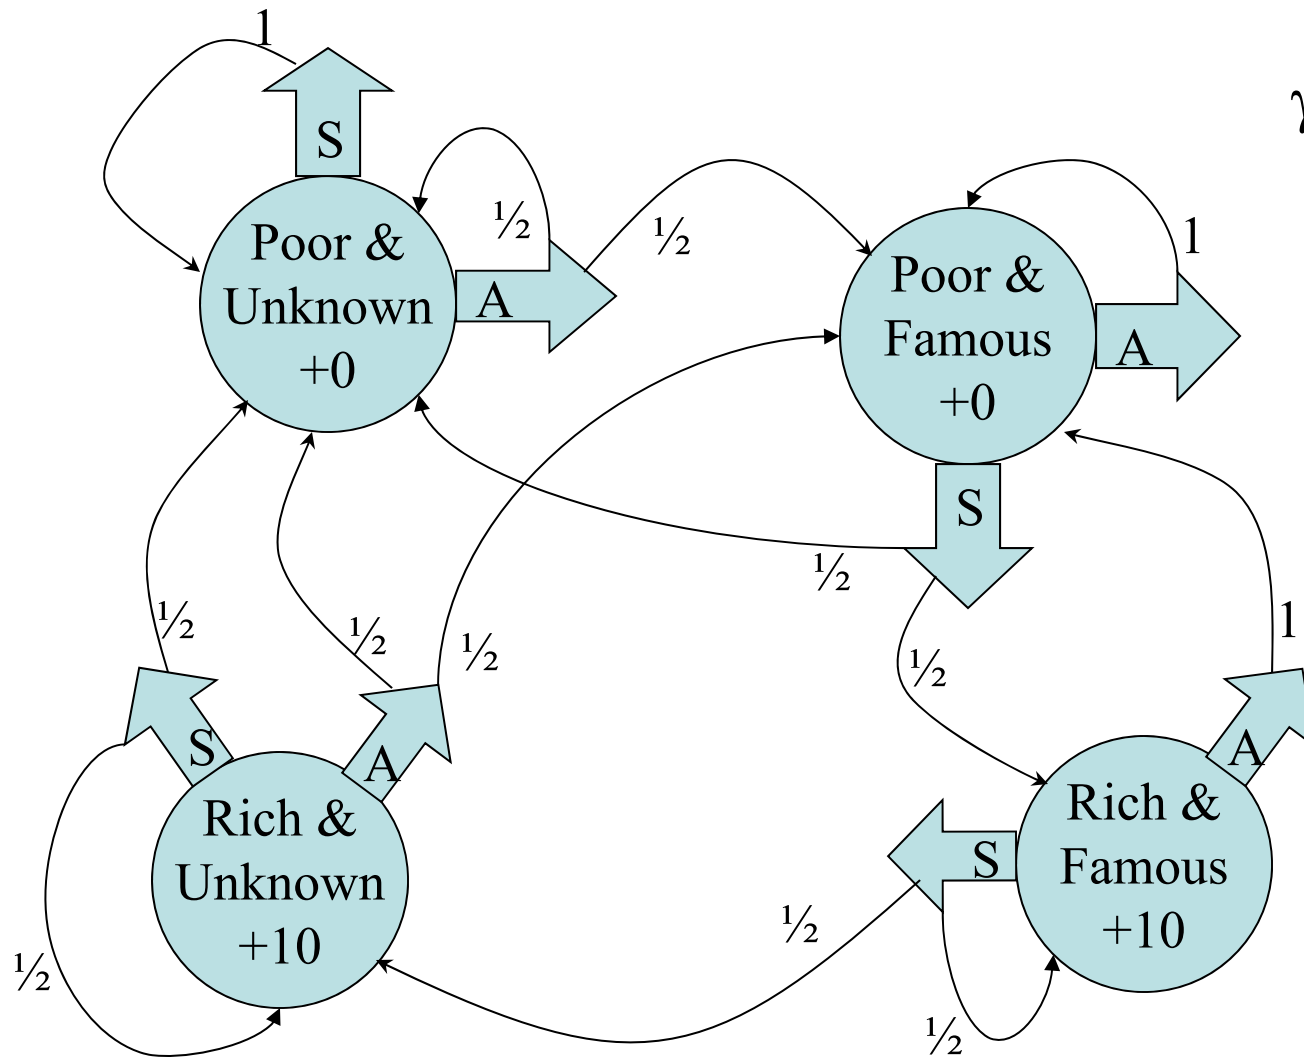 1
S
½
½
Poor &
Unknown
+0
A
Poor &
Famous
+0
1
A
S
½
½
½
½
½
1
S
A
Rich &
Unknown
+10
½
A
Rich &
Famous
+10
S
½
½
γ